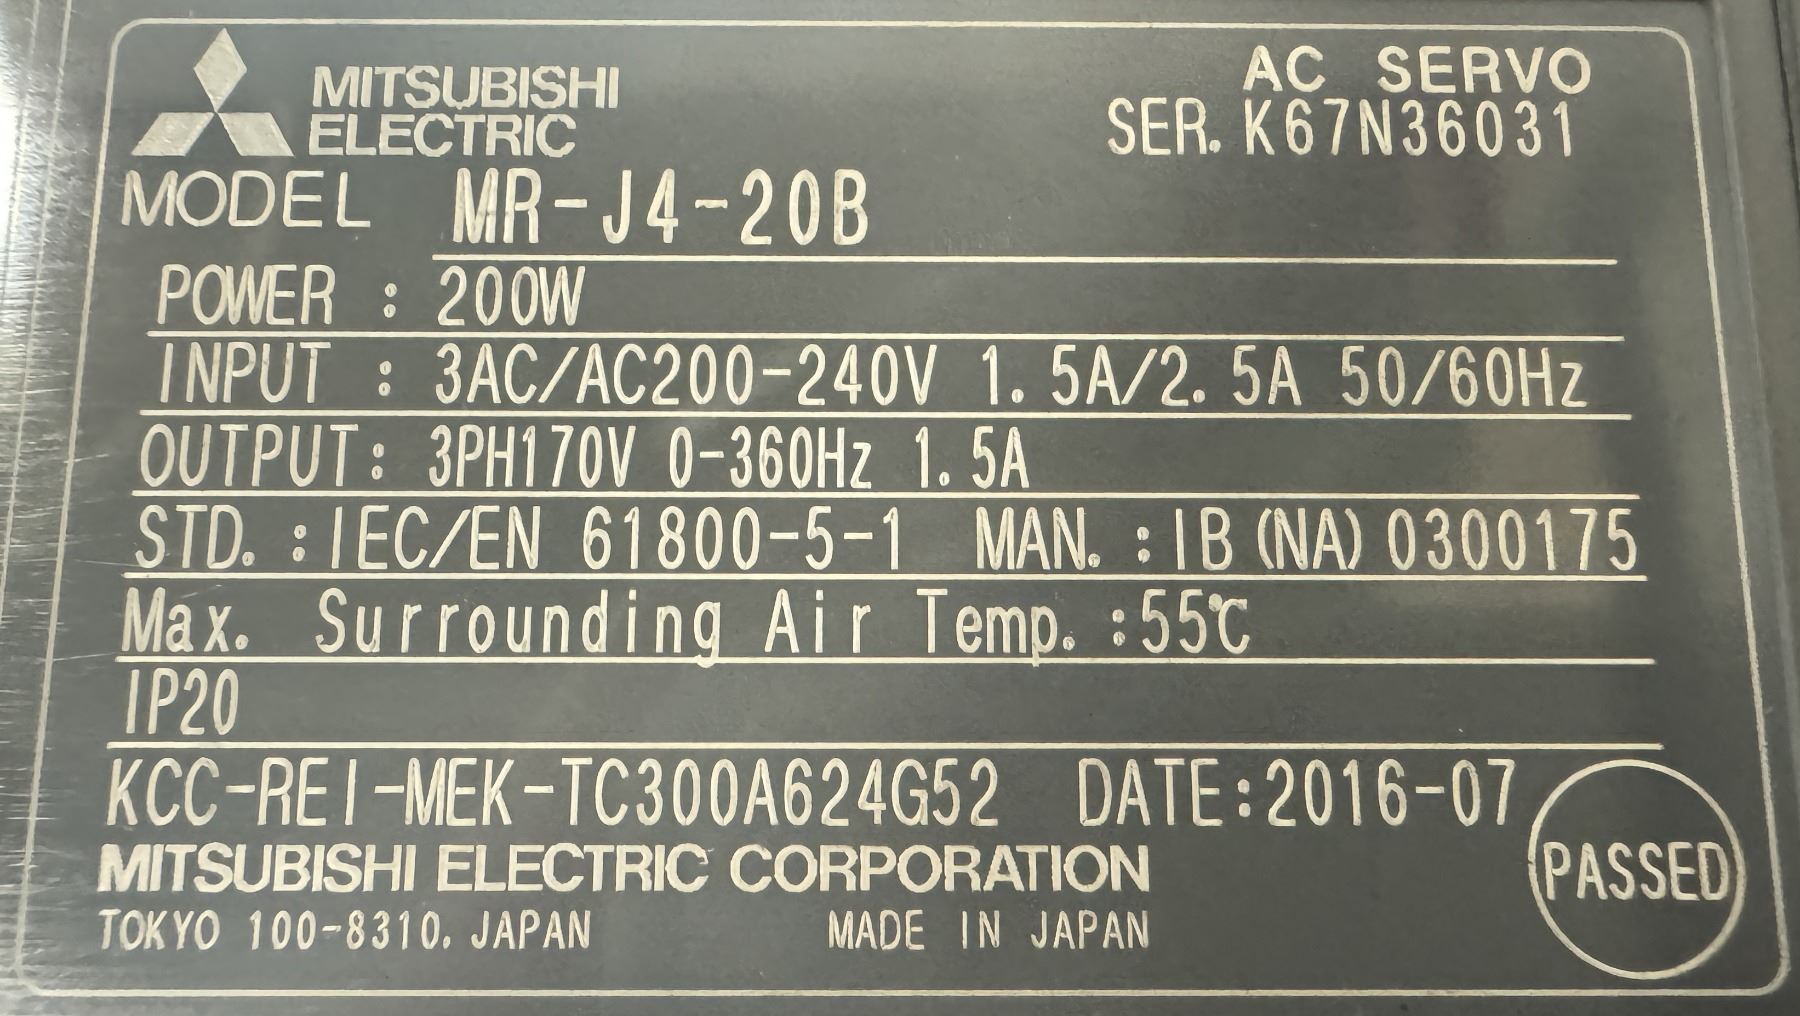 MITSUBISHI
ELECTRIC
AC SERVO
SER. K67N36031
MODEL MR-J4-20B
POWER : 200W
INPUT : 3AC/AC200-240V 1.5A/2.5A 50/60Hz
OUTPUT: 3PH170V 0-360Hz 1.5A
STD. : IEC/EN 61800-5-1 MAN. : IB(NA)0300175
Max. Surrounding Air Temp. :55℃
IP20
KCC-REI-MEK-TC300A624G52 DATE:2016-07
MITSUBISHI ELECTRIC CORPORATION
PASSED
TOKYO 100-8310, JAPAN MADE IN JAPAN